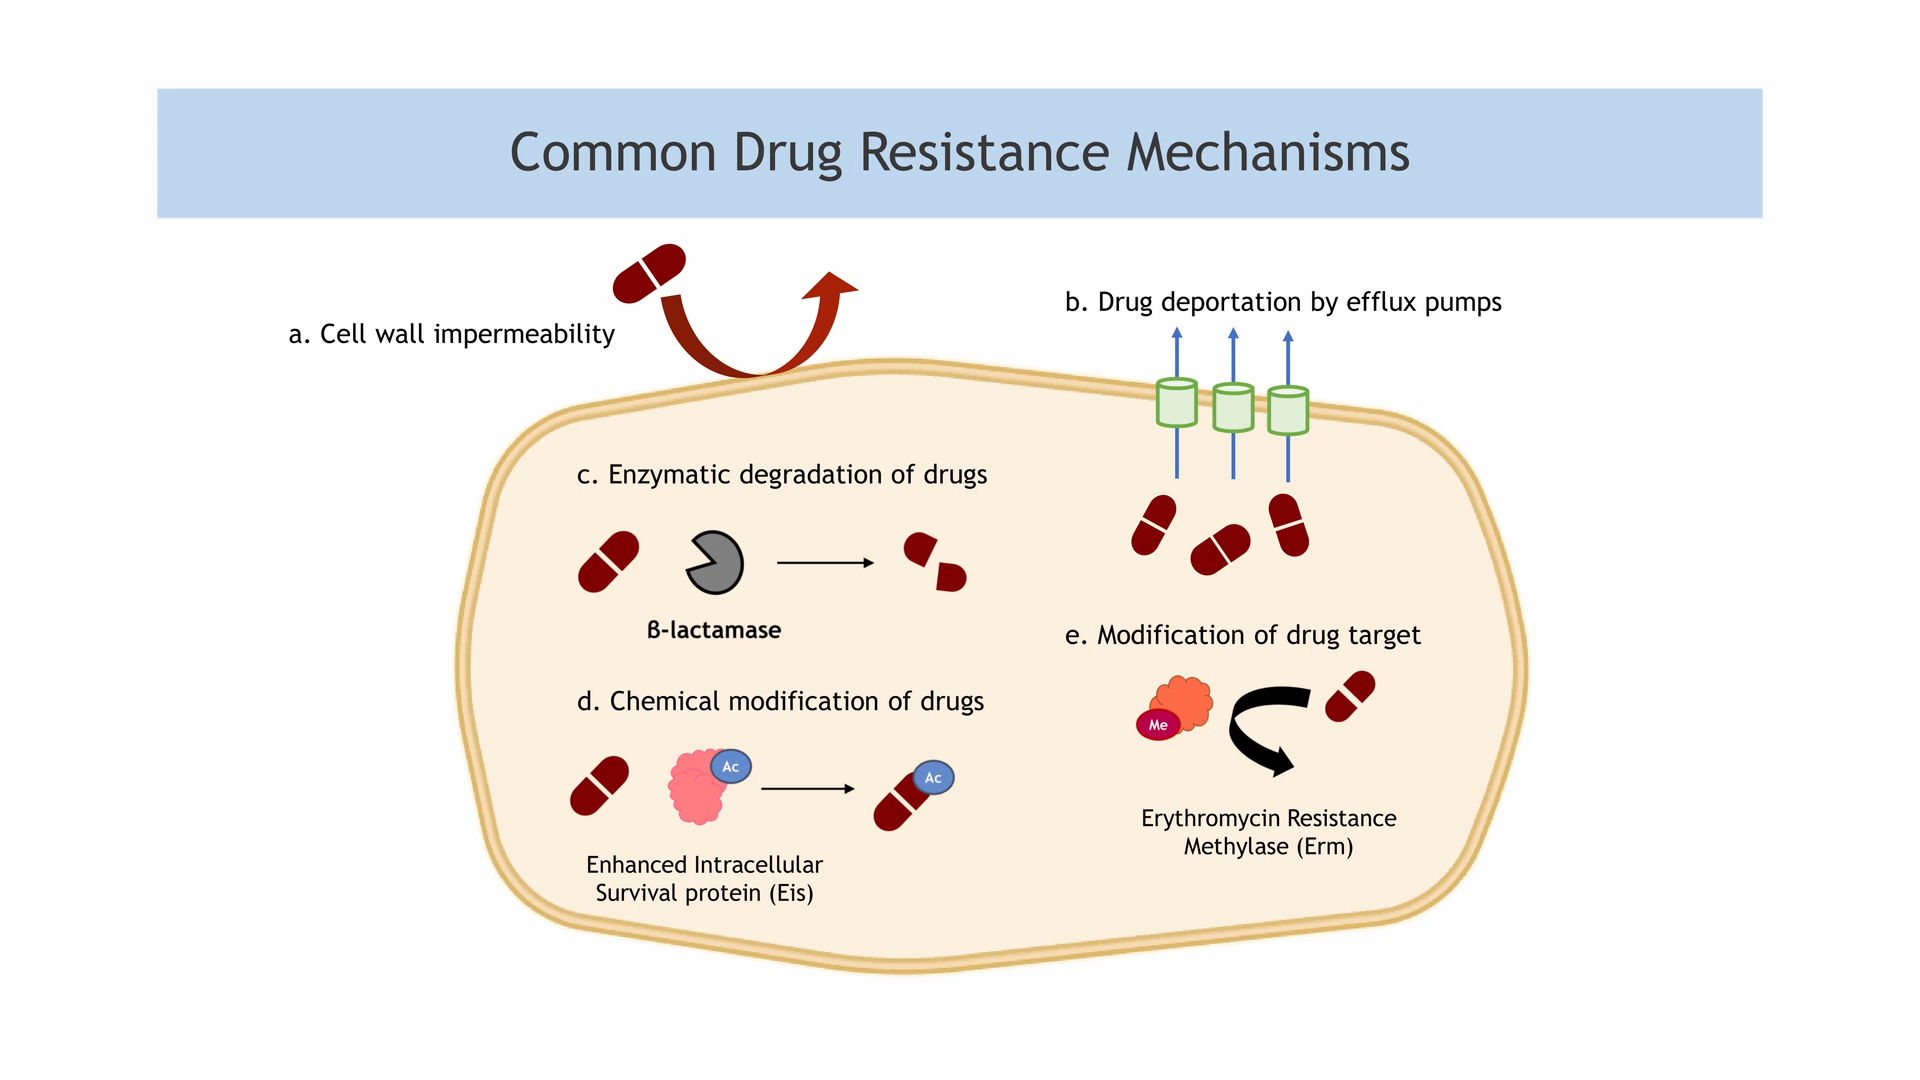 Common Drug Resistance Mechanisms
a. Cell wall impermeability
b. Drug deportation by efflux pumps
c. Enzymatic degradation of drugs
ß-lactamase
d. Chemical modification of drugs
Ac
Ac
Enhanced Intracellular
Survival protein (Eis)
e. Modification of drug target
Me
Erythromycin Resistance
Methylase (Erm)